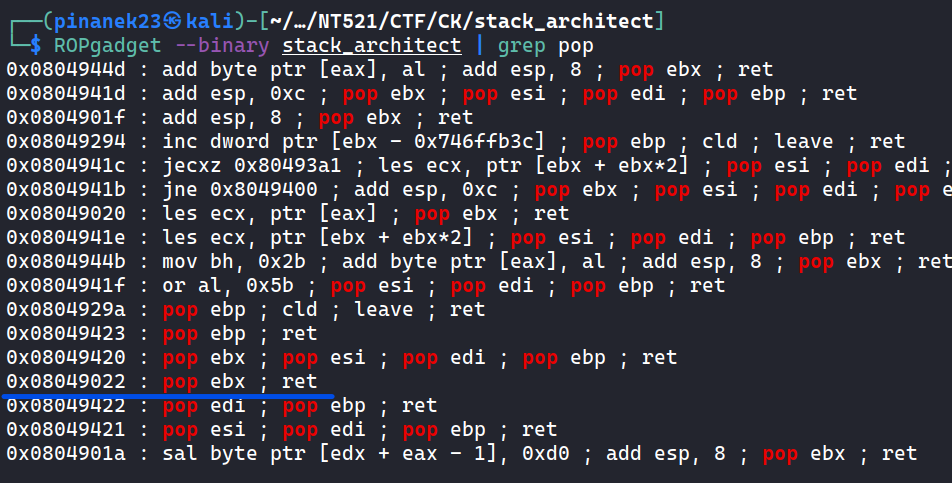 ┌──(pinanek23㉿kali)-[~/…/NT521/CTF/CK/stack_architect]
└─$ ROPgadget --binary stack_architect | grep pop
0x0804944d : add byte ptr [eax], al ; add esp, 8 ; pop ebx ; ret
0x0804941d : add esp, 0xc ; pop ebx ; pop esi ; pop edi ; pop ebp ; ret
0x0804901f : add esp, 8 ; pop ebx ; ret
0x08049294 : inc dword ptr [ebx - 0x746ffb3c] ; pop ebp ; cld ; leave ; ret
0x0804941c : jecxz 0x80493a1 ; les ecx, ptr [ebx + ebx*2] ; pop esi ; pop edi ;
0x0804941b : jne 0x8049400 ; add esp, 0xc ; pop ebx ; pop esi ; pop edi ; pop e
0x08049020 : les ecx, ptr [eax] ; pop ebx ; ret
0x0804941e : les ecx, ptr [ebx + ebx*2] ; pop esi ; pop edi ; pop ebp ; ret
0x0804944b : mov bh, 0x2b ; add byte ptr [eax], al ; add esp, 8 ; pop ebx ; ret
0x0804941f : or al, 0x5b ; pop esi ; pop edi ; pop ebp ; ret
0x0804929a : pop ebp ; cld ; leave ; ret
0x08049423 : pop ebp ; ret
0x08049420 : pop ebx ; pop esi ; pop edi ; pop ebp ; ret
0x08049022 : pop ebx ; ret
0x08049422 : pop edi ; pop ebp ; ret
0x08049421 : pop esi ; pop edi ; pop ebp ; ret
0x0804901a : sal byte ptr [edx + eax - 1], 0xd0 ; add esp, 8 ; pop ebx ; ret